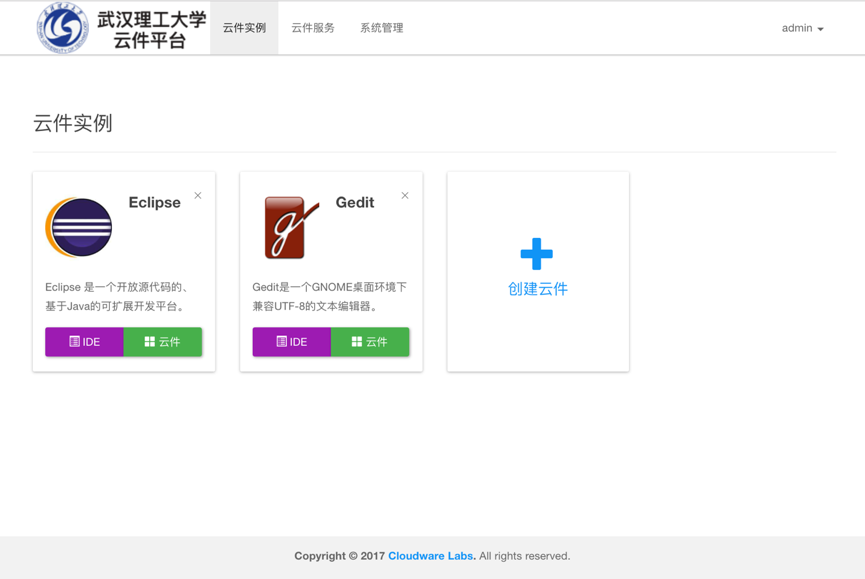 武汉理工大学
云件平台
云件实例
云件服务
系统管理
admin
云件实例
Eclipse
×
Eclipse 是一个开放源代码的、
基于Java的可扩展开发平台。
IDE
云件
Gedit
×
Gedit是一个GNOME桌面环境下
兼容UTF-8的文本编辑器。
IDE
云件
创建云件
Copyright © 2017 Cloudware Labs. All rights reserved.